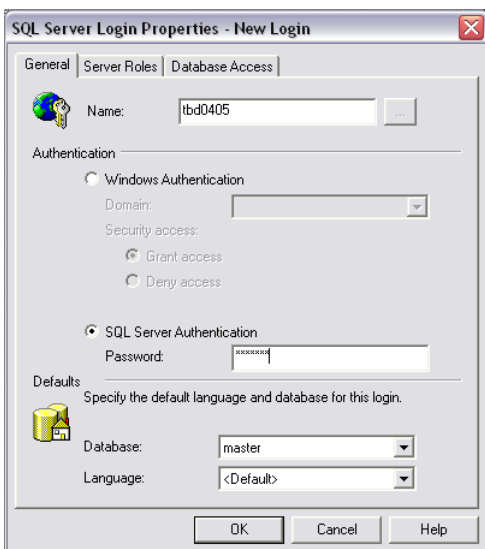 SQL Server Login Properties - New Login
General Server Roles Database Access
Name: tbd0405 ...
Authentication
Windows Authentication
Domain:
Security access:
Grant access
Deny access
SQL Server Authentication
Password: *******
Defaults
Specify the default language and database for this login.
Database: master
Language: <Default>
OK Cancel Help